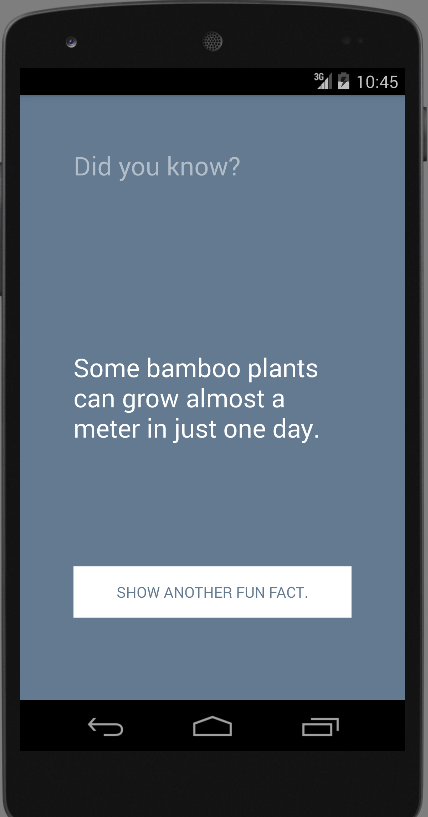 3G 10:45
Did you know?
Some bamboo plants
can grow almost a
meter in just one day.
SHOW ANOTHER FUN FACT.